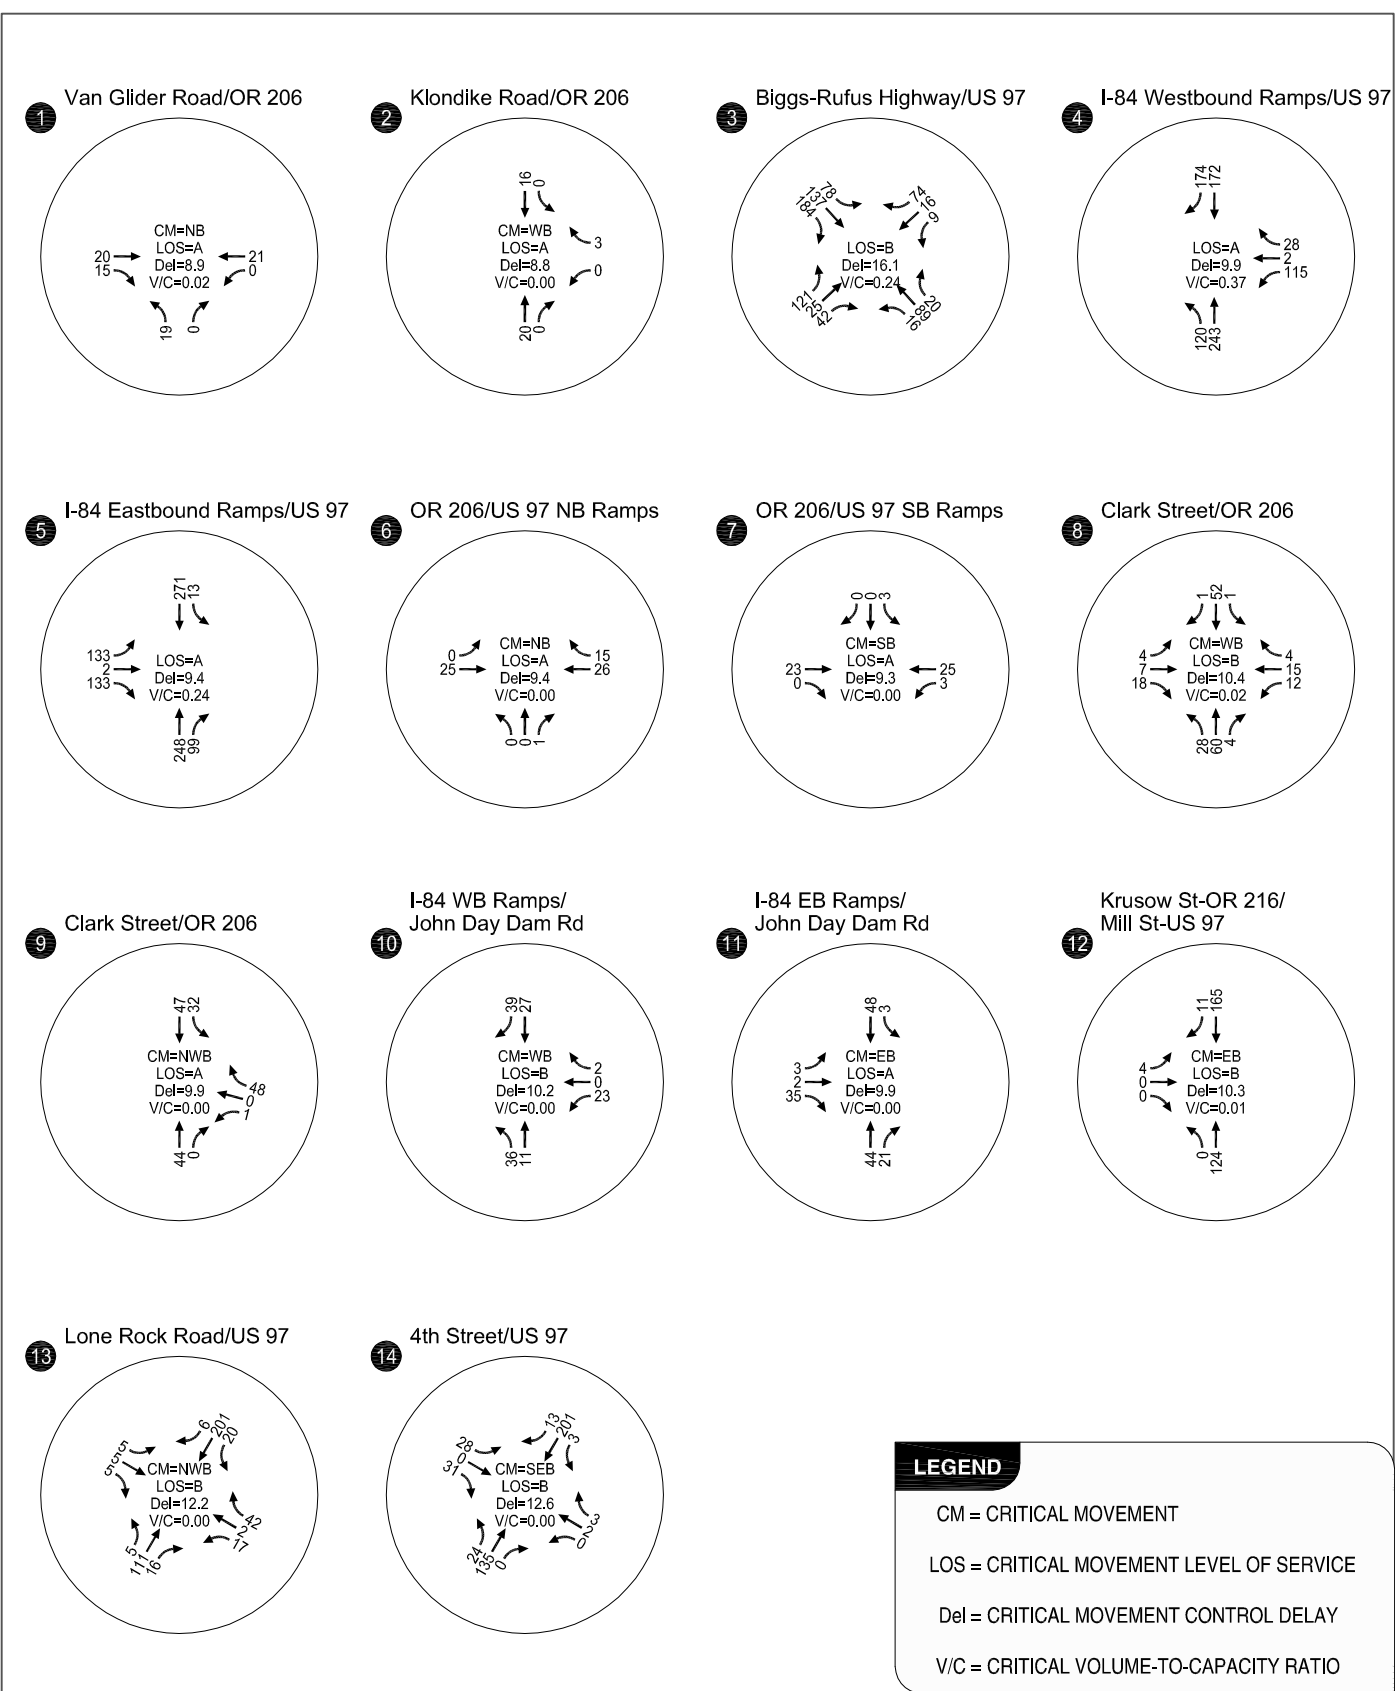 1
Van Glider Road/OR 206
CM=NB
LOS=A
Del=8.9
V/C=0.02
20
15
21
0
19
0
2
Klondike Road/OR 206
16
0
CM=WB
LOS=A
Del=8.8
V/C=0.00
3
0
20
0
3
Biggs-Rufus Highway/US 97
184
137
78
74
16
9
LOS=B
Del=16.1
V/C=0.24
121
25
42
20
4
I-84 Westbound Ramps/US 97
174
172
LOS=A
Del=9.9
V/C=0.37
28
2
115
120
243
5
I-84 Eastbound Ramps/US 97
271
13
133
2
133
LOS=A
Del=9.4
V/C=0.24
248
99
6
OR 206/US 97 NB Ramps
0
25
CM=NB
LOS=A
Del=9.4
V/C=0.00
15
26
0
0
1
7
OR 206/US 97 SB Ramps
0
0
3
CM=SB
LOS=A
Del=9.3
V/C=0.00
23
0
25
3
8
Clark Street/OR 206
1
52
1
4
7
18
CM=WB
LOS=B
Del=10.4
V/C=0.02
4
15
12
28
60
4
9
Clark Street/OR 206
47
32
CM=NWB
LOS=A
Del=9.9
V/C=0.00
48
0
1
44
0
10
I-84 WB Ramps/
John Day Dam Rd
39
27
CM=WB
LOS=B
Del=10.2
V/C=0.00
2
0
23
36
11
11
I-84 EB Ramps/
John Day Dam Rd
48
3
3
2
35
CM=EB
LOS=A
Del=9.9
V/C=0.00
44
21
12
Krusow St-OR 216/
Mill St-US 97
11
165
4
0
0
CM=EB
LOS=B
Del=10.3
V/C=0.01
0
124
13
Lone Rock Road/US 97
5
5
5
6
201
20
CM=NWB
LOS=B
Del=12.2
V/C=0.00
42
2
17
5
111
16
14
4th Street/US 97
28
0
31
13
201
3
CM=SEB
LOS=B
Del=12.6
V/C=0.00
3
2
0
24
135
0
LEGEND
CM = CRITICAL MOVEMENT
LOS = CRITICAL MOVEMENT LEVEL OF SERVICE
Del = CRITICAL MOVEMENT CONTROL DELAY
V/C = CRITICAL VOLUME-TO-CAPACITY RATIO